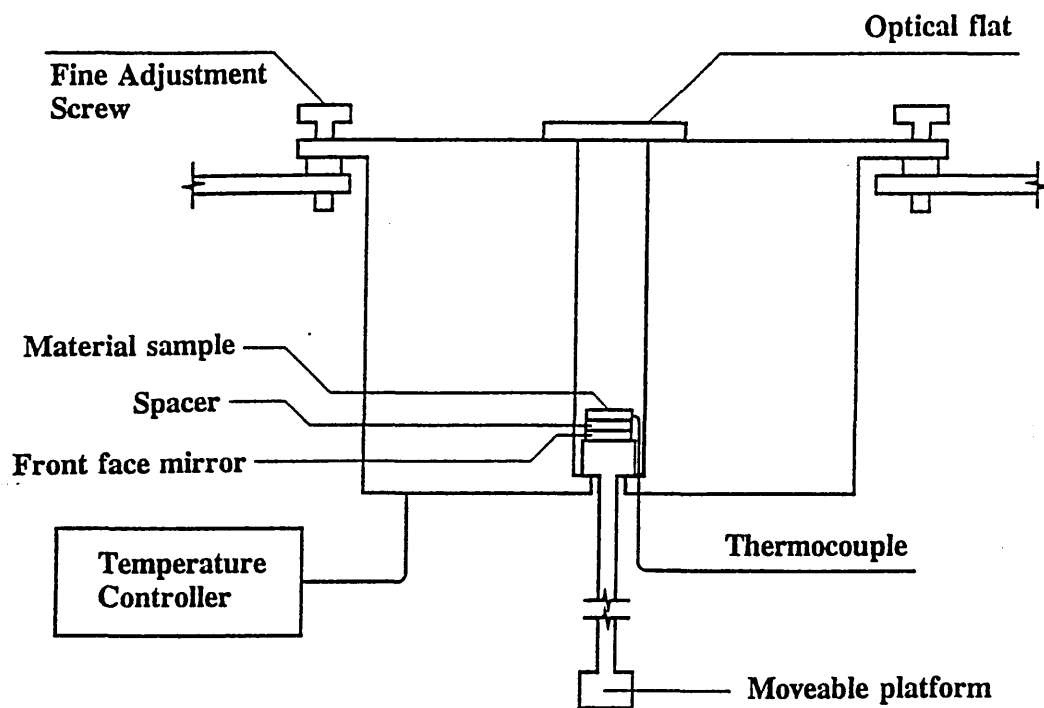 Optical flat
Fine Adjustment
Screw
Material sample
Spacer
Front face mirror
Temperature
Controller
Thermocouple
Moveable platform